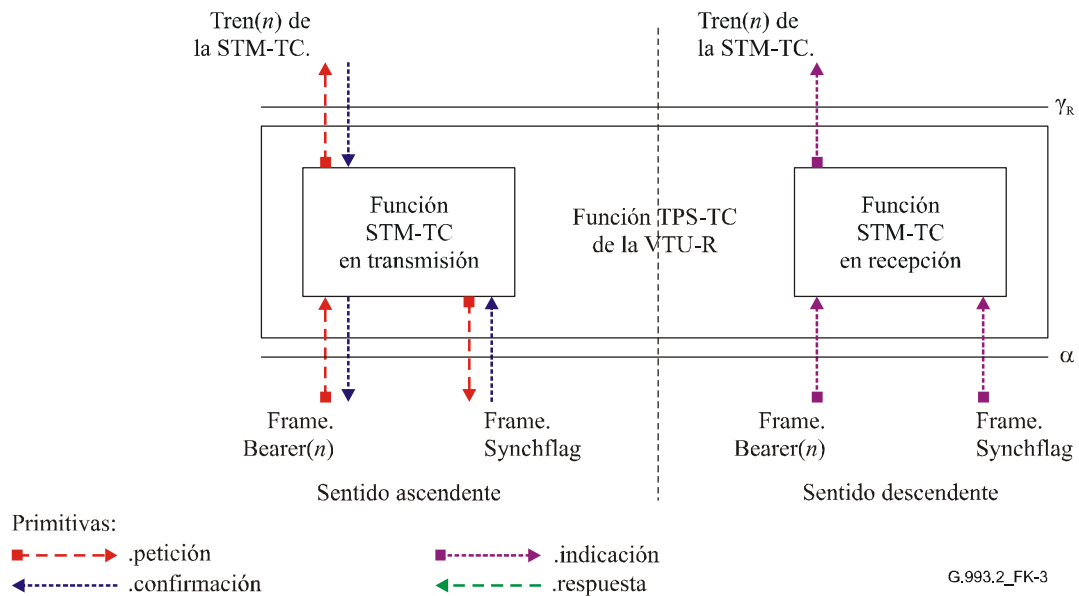 Tren(n) de
la STM-TC.
Tren(n) de
la STM-TC.
γR
Función
STM-TC
en transmisión
Función TPS-TC
de la VTU-R
Función
STM-TC
en recepción
α
Frame.
Bearer(n)
Frame.
Synchflag
Frame.
Bearer(n)
Frame.
Synchflag
Sentido ascendente
Sentido descendente
Primitivas:
.petición
.indicación
.confirmación
.respuesta
G.993.2_FK-3